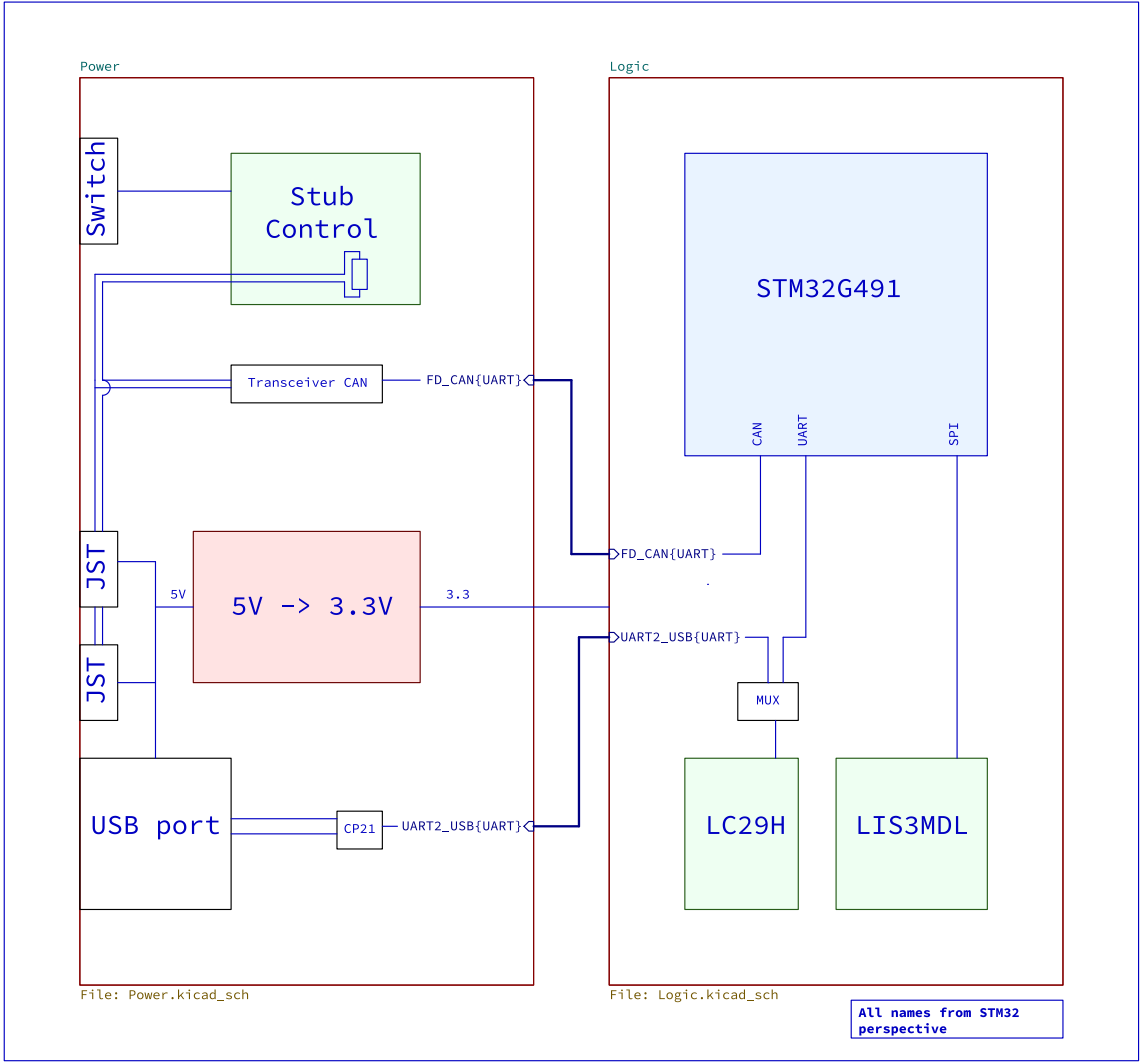 Power
Switch
Stub
Control
Transceiver CAN
FD_CAN{UART}
JST
5V
5V -> 3.3V
3.3
JST
USB port
CP21
UART2_USB{UART}
File: Power.kicad_sch
Logic
STM32G491
CAN
UART
SPI
FD_CAN{UART}
UART2_USB{UART}
MUX
LC29H
LIS3MDL
File: Logic.kicad_sch
All names from STM32
perspective